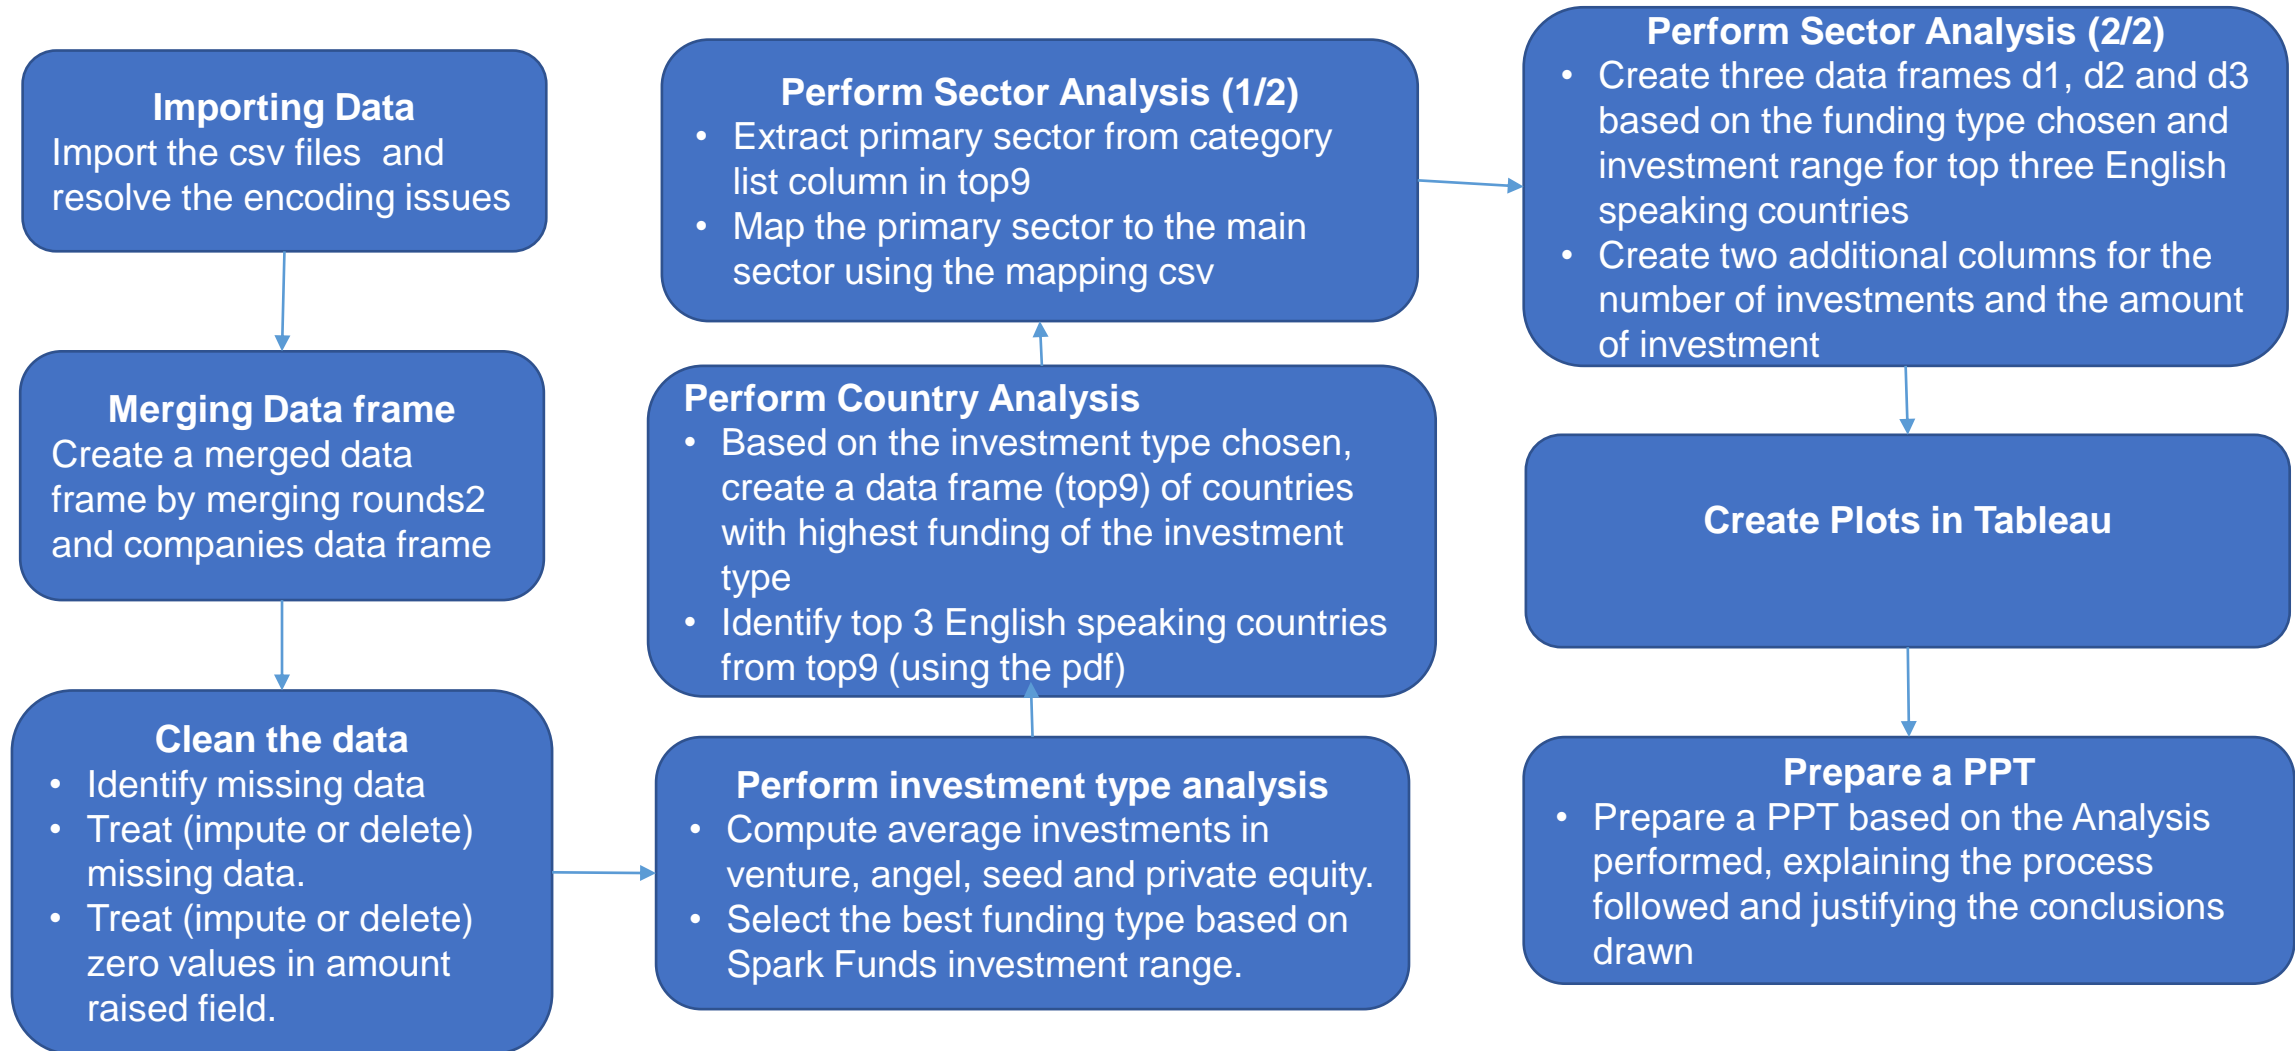 Importing Data
Import the csv files  and
resolve the encoding issues
Merging Data frame
Create a merged data
frame by merging rounds2
and companies data frame
Clean the data
• Identify missing data
• Treat (impute or delete)
missing data.
• Treat (impute or delete)
zero values in amount
raised field.
Perform investment type analysis
• Compute average investments in
venture, angel, seed and private equity.
• Select the best funding type based on
Spark Funds investment range.
Perform Country Analysis
• Based on the investment type chosen,
create a data frame (top9) of countries
with highest funding of the investment
type
• Identify top 3 English speaking countries
from top9 (using the pdf)
Perform Sector Analysis (1/2)
• Extract primary sector from category
list column in top9
• Map the primary sector to the main
sector using the mapping csv
Perform Sector Analysis (2/2)
• Create three data frames d1, d2 and d3
based on the funding type chosen and
investment range for top three English
speaking countries
• Create two additional columns for the
number of investments and the amount
of investment
Create Plots in Tableau
Prepare a PPT
• Prepare a PPT based on the Analysis
performed, explaining the process
followed and justifying the conclusions
drawn